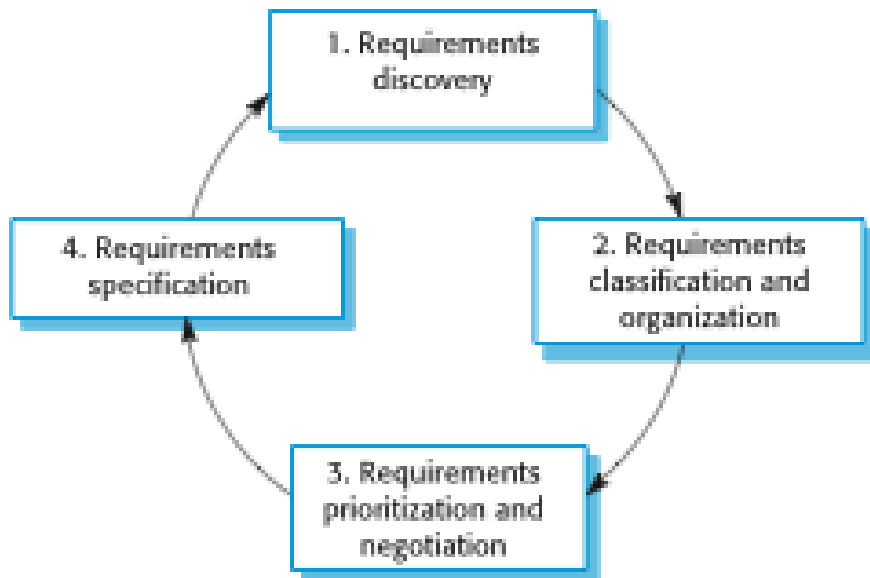 1. Requirements
discovery
2. Requirements
classification and
organization
3. Requirements
prioritization and
negotiation
4. Requirements
specification